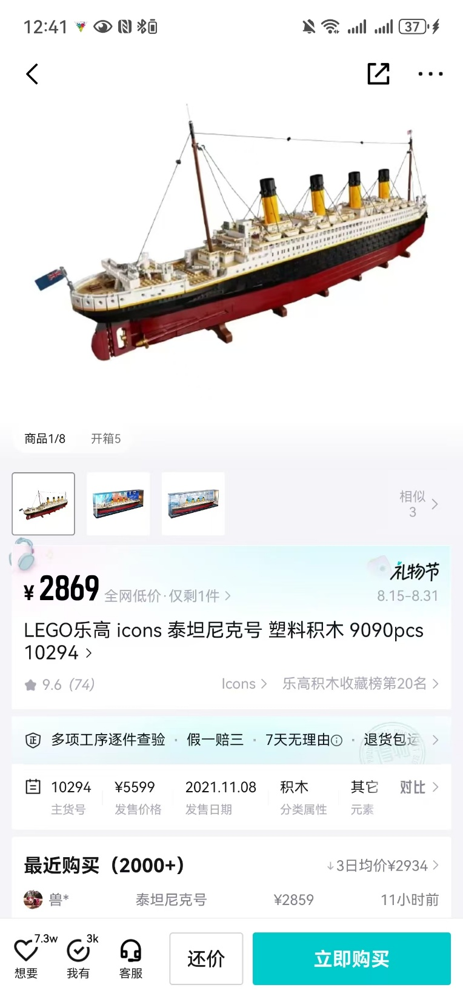 12:41
37
商品1/8 开箱5
相似
3
¥2869 全网低价·仅剩1件
礼物节
8.15-8.31
LEGO乐高 icons 泰坦尼克号 塑料积木 9090pcs
10294
9.6 (74) Icons 乐高积木收藏榜第20名
正 多项工序逐件查验 · 假一赔三 · 7天无理由 · 退货包运
10294 ¥5599 2021.11.08 积木 其它 对比
主货号 发售价格 发售日期 分类属性 元素
最近购买（2000+） ↓3日均价¥2934
兽* 泰坦尼克号 ¥2859 11小时前
7.3w 3k
想要 我有 客服 还价 立即购买